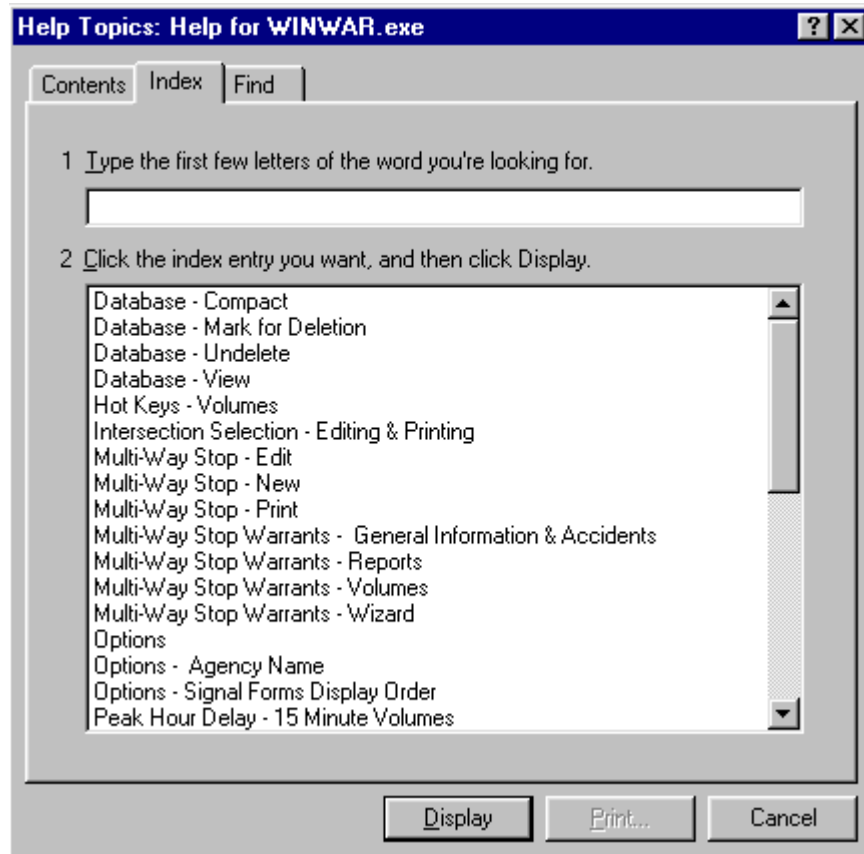 Help Topics: Help for WINWAR.exe
Contents Index Find
1 Type the first few letters of the word you're looking for.
2 Click the index entry you want, and then click Display.
Database - Compact
Database - Mark for Deletion
Database - Undelete
Database - View
Hot Keys - Volumes
Intersection Selection - Editing & Printing
Multi-Way Stop - Edit
Multi-Way Stop - New
Multi-Way Stop - Print
Multi-Way Stop Warrants -  General Information & Accidents
Multi-Way Stop Warrants - Reports
Multi-Way Stop Warrants - Volumes
Multi-Way Stop Warrants - Wizard
Options
Options -  Agency Name
Options - Signal Forms Display Order
Peak Hour Delay - 15 Minute Volumes
Display Print... Cancel